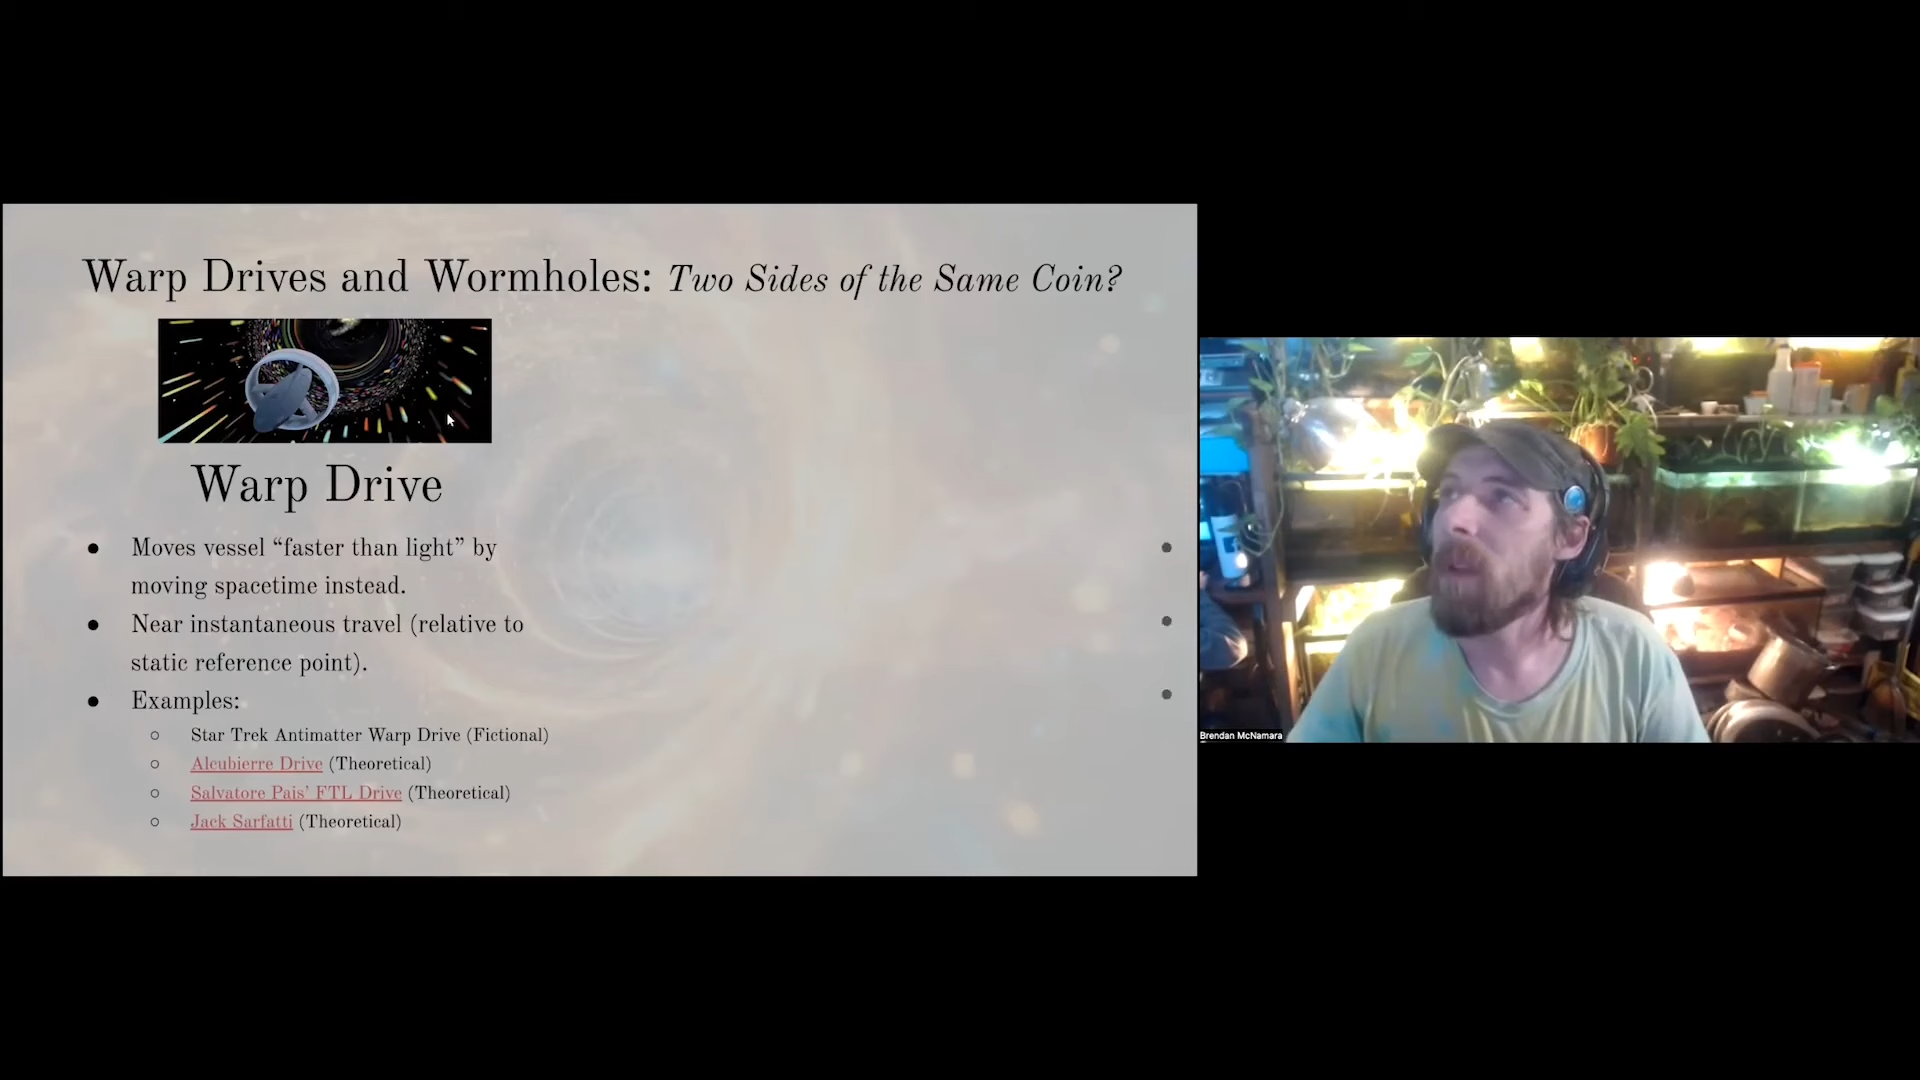 Warp Drives and Wormholes: Two Sides of the Same Coin?
Warp Drive
Moves vessel “faster than light” by
moving spacetime instead.
Near instantaneous travel (relative to
static reference point).
Examples:
Star Trek Antimatter Warp Drive (Fictional)
Alcubierre Drive (Theoretical)
Salvatore Pais’ FTL Drive (Theoretical)
Jack Sarfatti (Theoretical)
Brendan McNamara